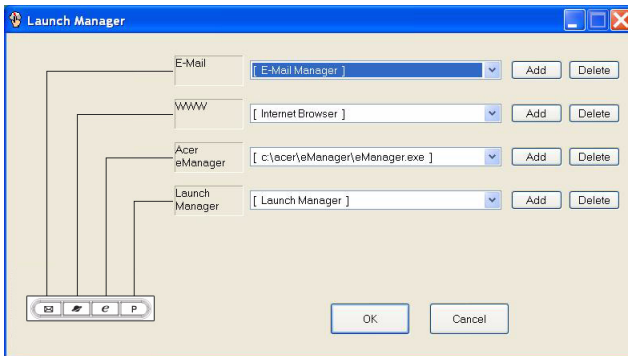 Launch Manager
E-Mail
[ E-Mail Manager ]
Add
Delete
WWW
[ Internet Browser ]
Add
Delete
Acer
eManager
[ c:\acer\eManager\eManager.exe ]
Add
Delete
Launch
Manager
[ Launch Manager ]
Add
Delete
e
P
OK
Cancel